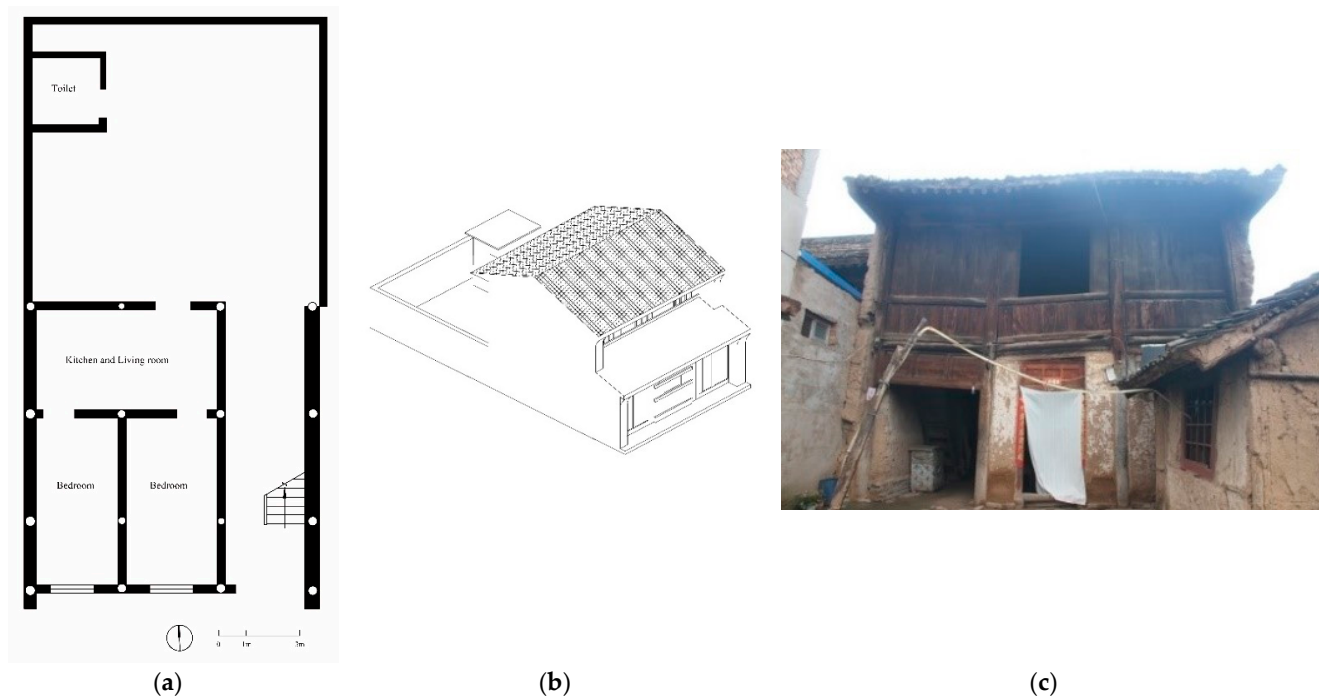 Toilet
Kitchen and Living room
Bedroom
Bedroom
0 1m 3m
(a)
(b)
(c)